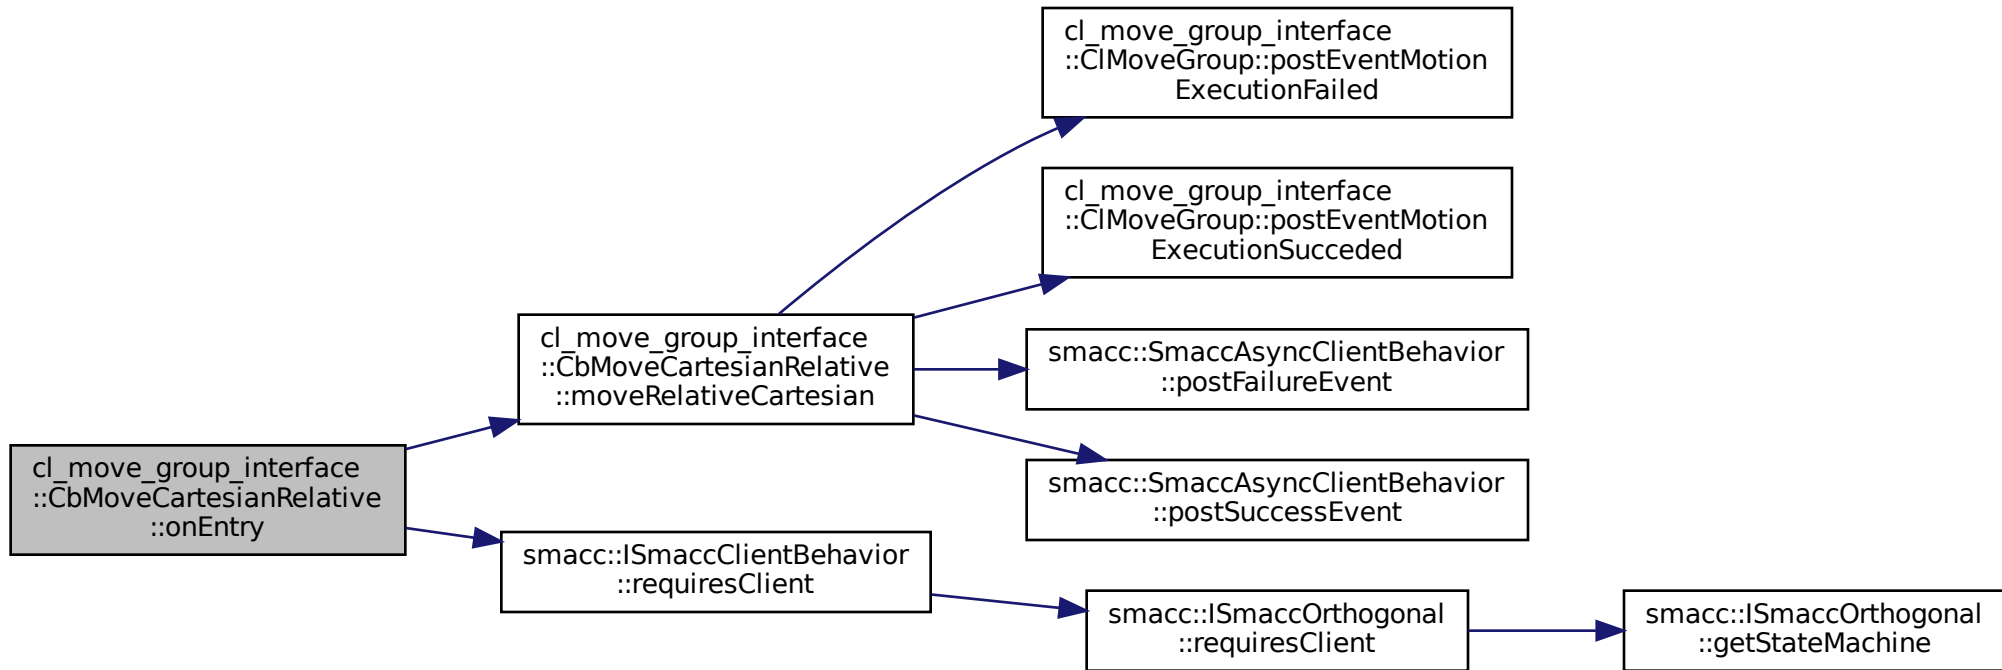 cl_move_group_interface
::ClMoveGroup::postEventMotion
ExecutionFailed
cl_move_group_interface
::ClMoveGroup::postEventMotion
ExecutionSucceded
cl_move_group_interface
::CbMoveCartesianRelative
::moveRelativeCartesian
smacc::SmaccAsyncClientBehavior
::postFailureEvent
smacc::SmaccAsyncClientBehavior
::postSuccessEvent
cl_move_group_interface
::CbMoveCartesianRelative
::onEntry
smacc::ISmaccClientBehavior
::requiresClient
smacc::ISmaccOrthogonal
::requiresClient
smacc::ISmaccOrthogonal
::getStateMachine